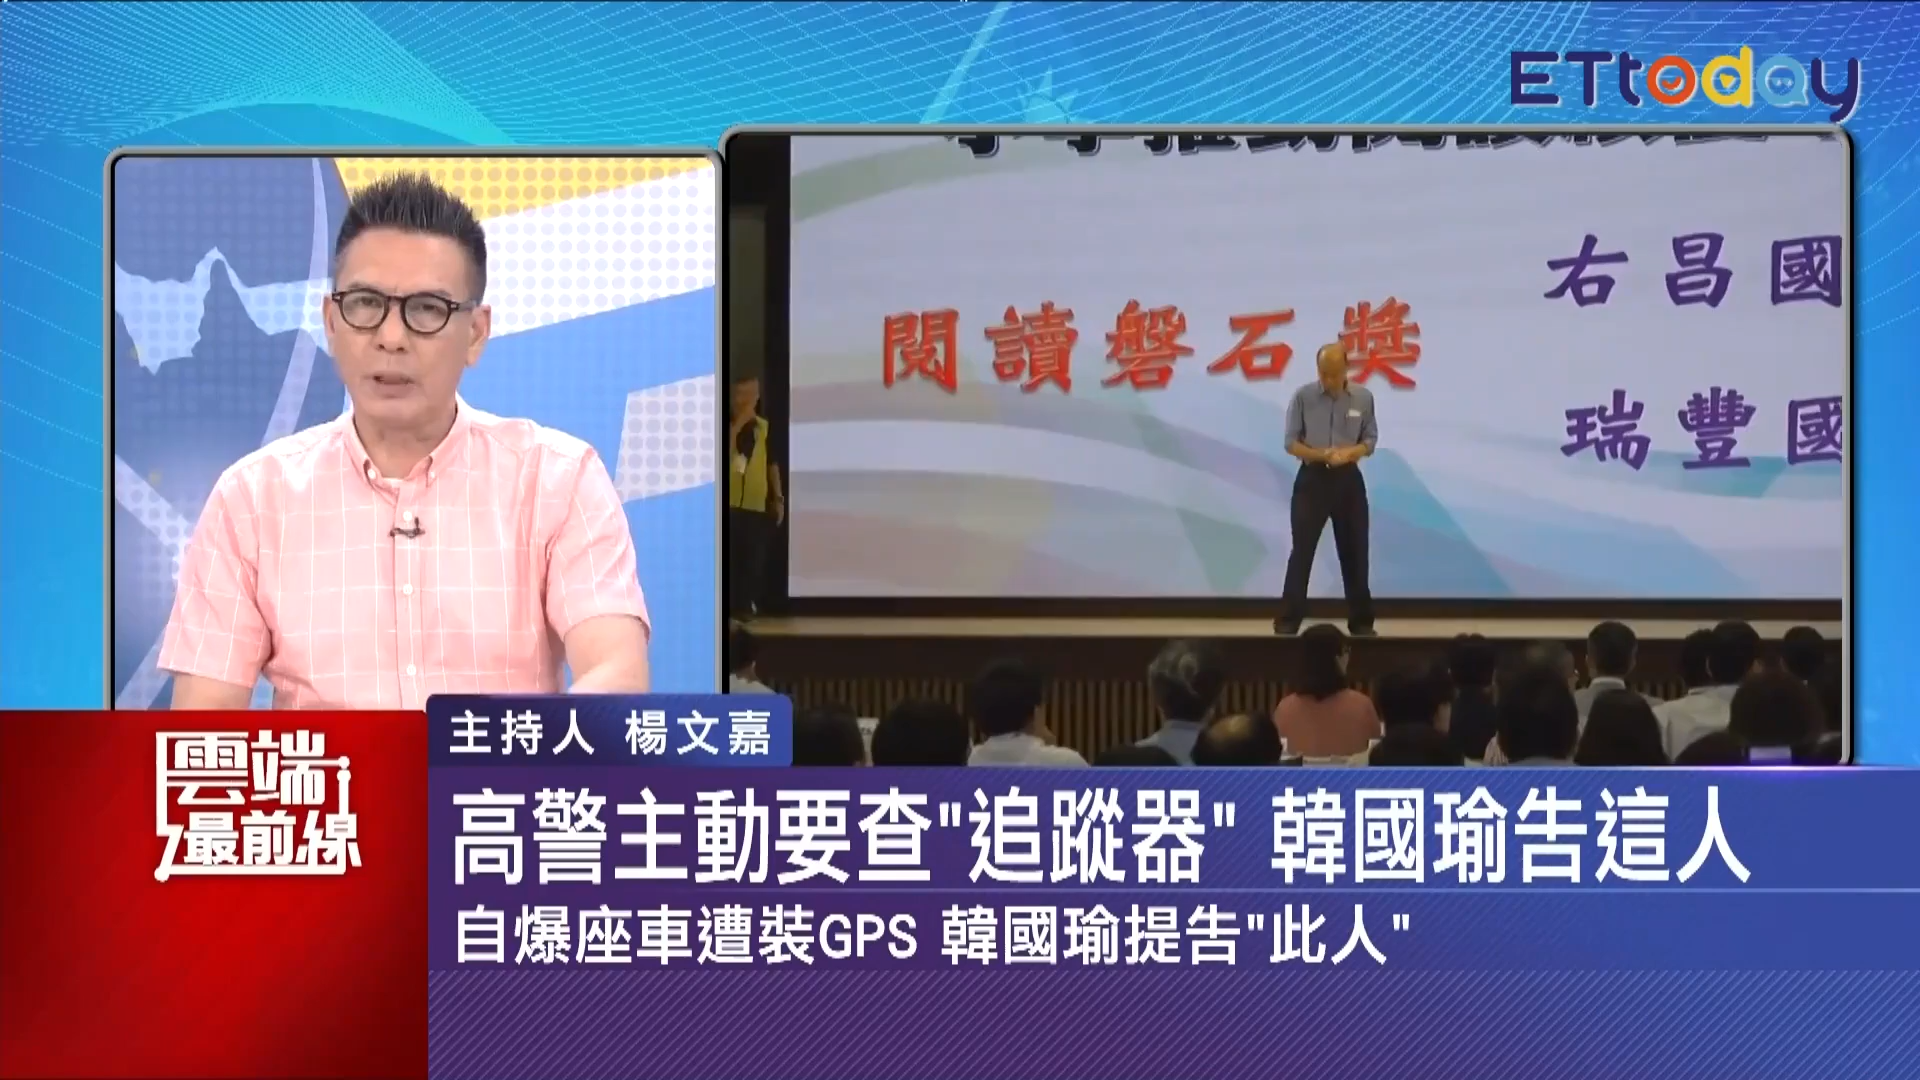 ETtoday
閱讀磐石獎
右昌國
瑞豐國
主持人 楊文嘉
雲端
最前線
高警主動要查"追蹤器" 韓國瑜告這人
自爆座車遭裝GPS 韓國瑜提告"此人"